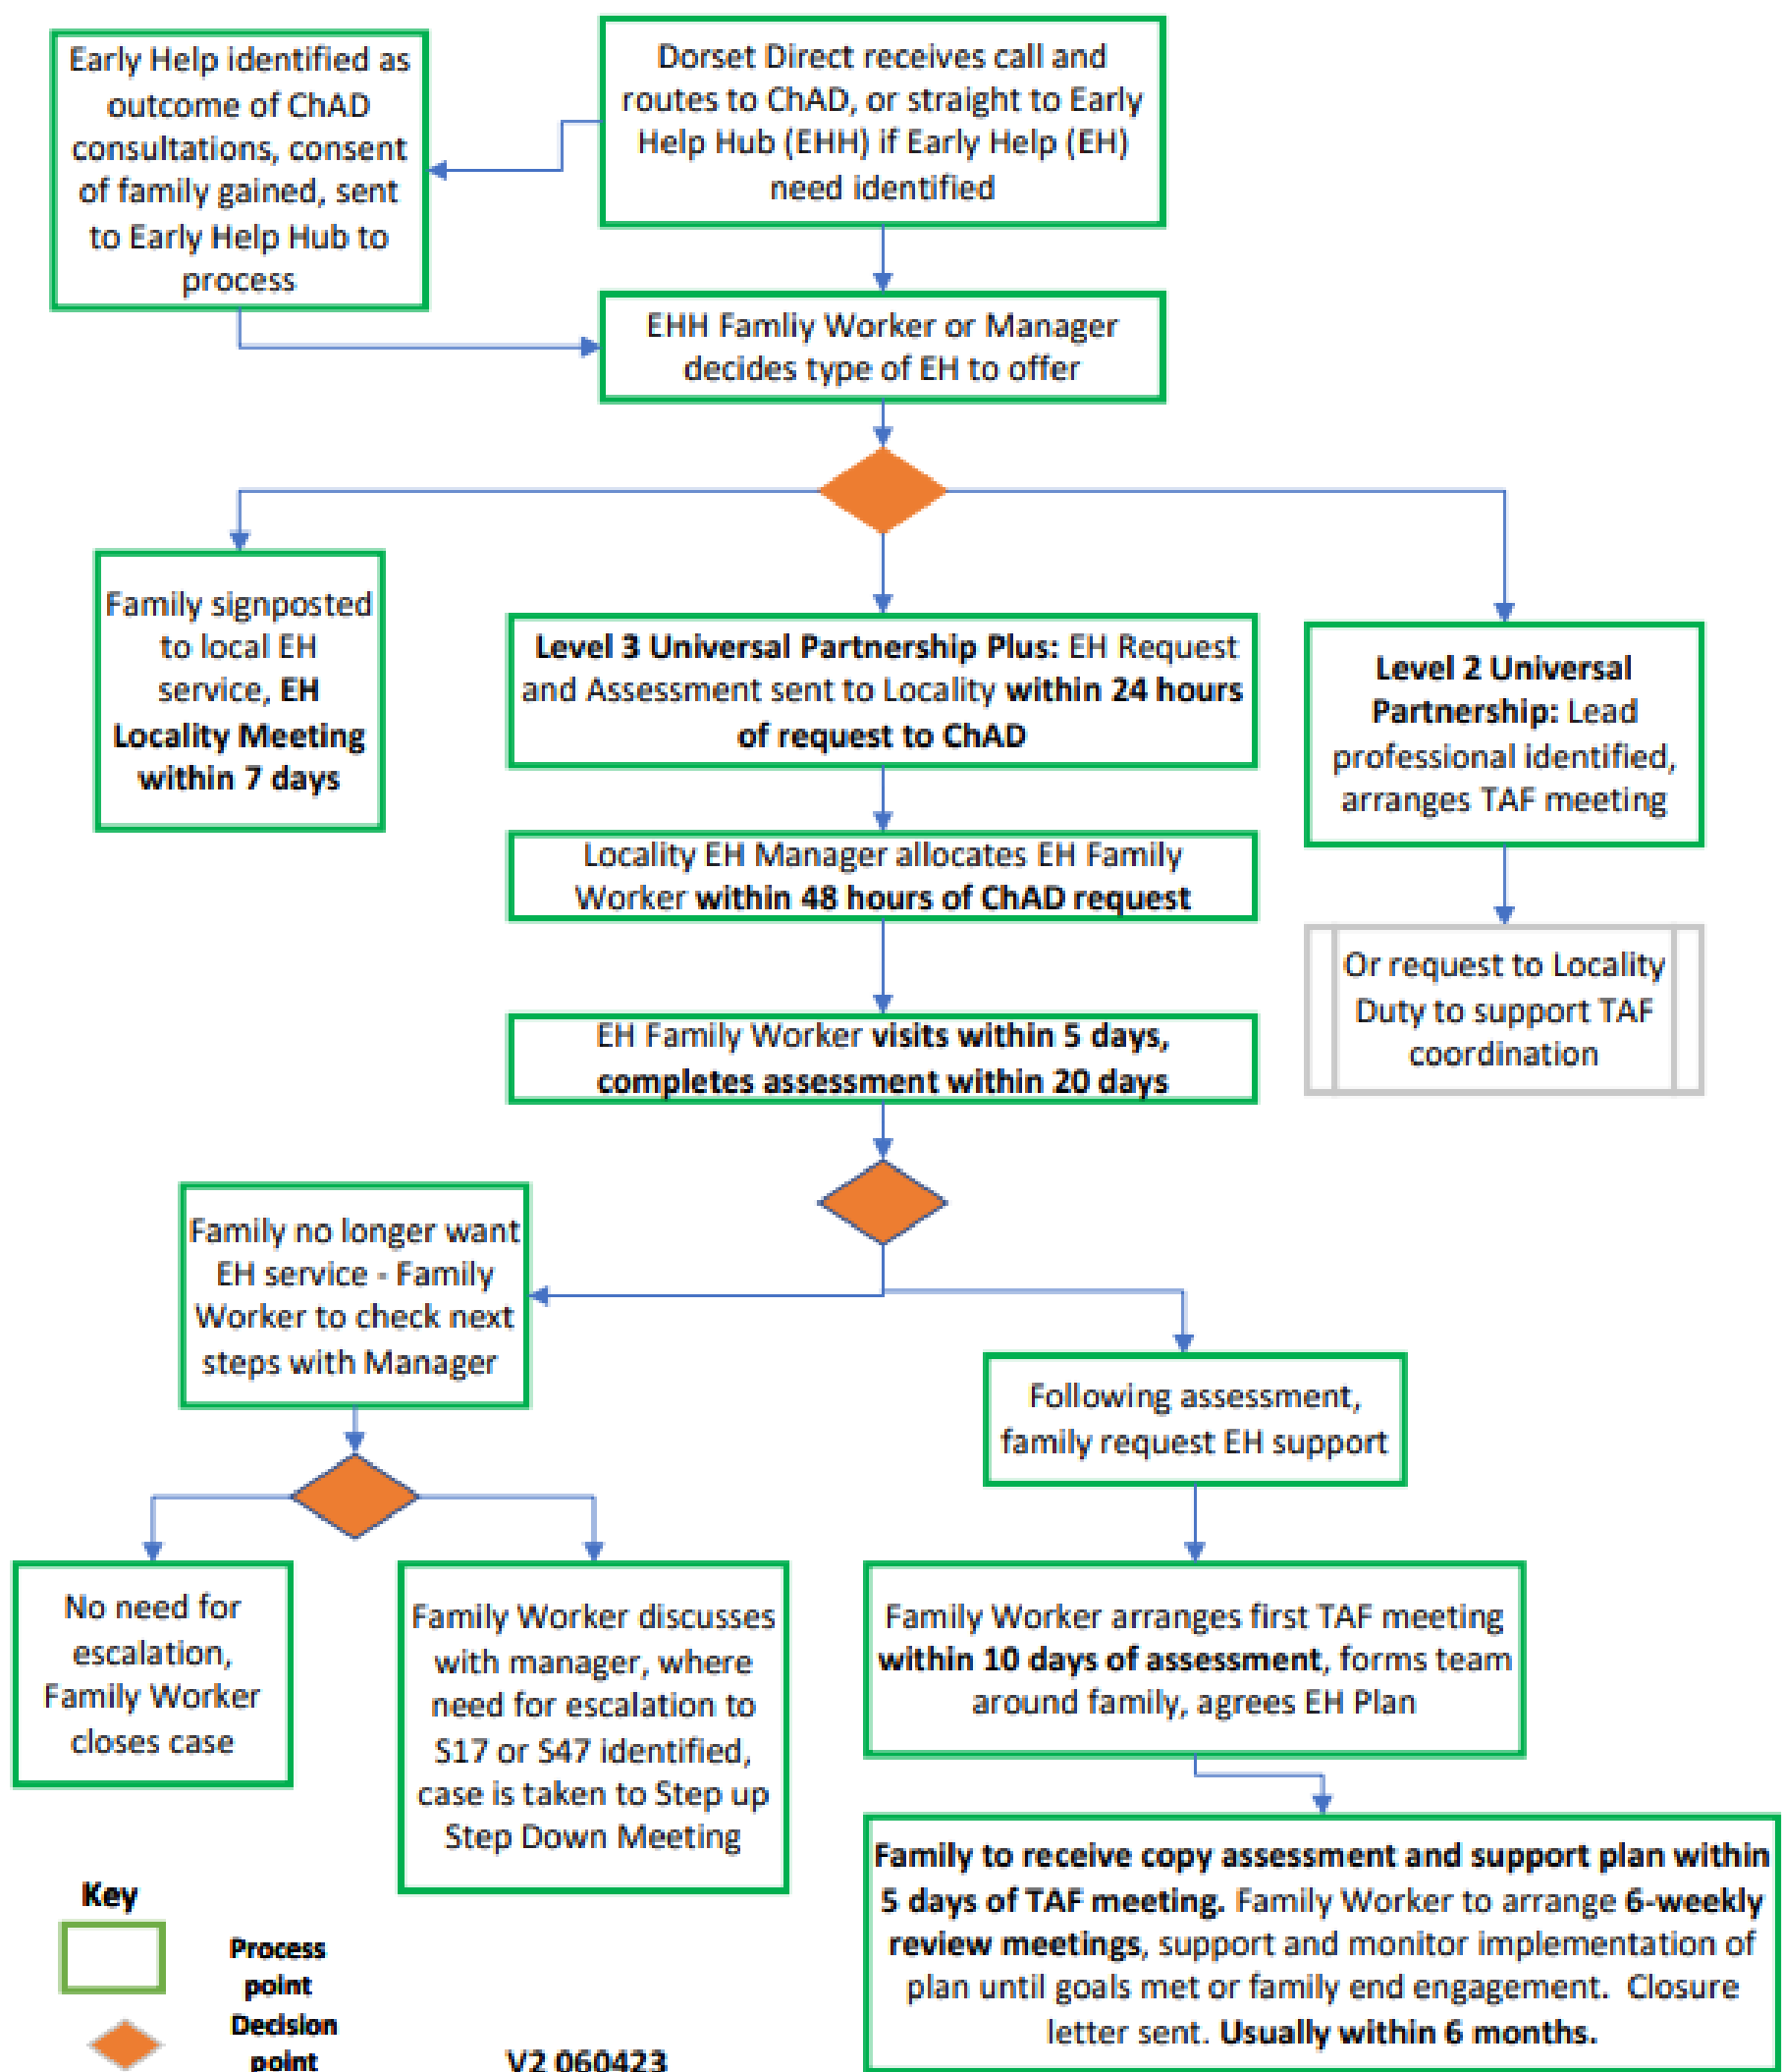 Early Help identified as
outcome of ChAD
consultations, consent
of family gained, sent
to Early Help Hub to
process
Dorset Direct receives call and
routes to ChAD, or straight to Early
Help Hub (EHH) if Early Help (EH)
need identified
EHH Famliy Worker or Manager
decides type of EH to offer
Family signposted
to local EH
service, EH
Locality Meeting
within 7 days
Level 3 Universal Partnership Plus: EH Request
and Assessment sent to Locality within 24 hours
of request to ChAD
Level 2 Universal
Partnership: Lead
professional identified,
arranges TAF meeting
Locality EH Manager allocates EH Family
Worker within 48 hours of ChAD request
Or request to Locality
Duty to support TAF
coordination
EH Family Worker visits within 5 days,
completes assessment within 20 days
Family no longer want
EH service - Family
Worker to check next
steps with Manager
Following assessment,
family request EH support
No need for
escalation,
Family Worker
closes case
Family Worker discusses
with manager, where
need for escalation to
S17 or S47 identified,
case is taken to Step up
Step Down Meeting
Family Worker arranges first TAF meeting
within 10 days of assessment, forms team
around family, agrees EH Plan
Family to receive copy assessment and support plan within
5 days of TAF meeting. Family Worker to arrange 6-weekly
review meetings, support and monitor implementation of
plan until goals met or family end engagement. Closure
letter sent. Usually within 6 months.
Key
Process
point
Decision
point
V2 060423